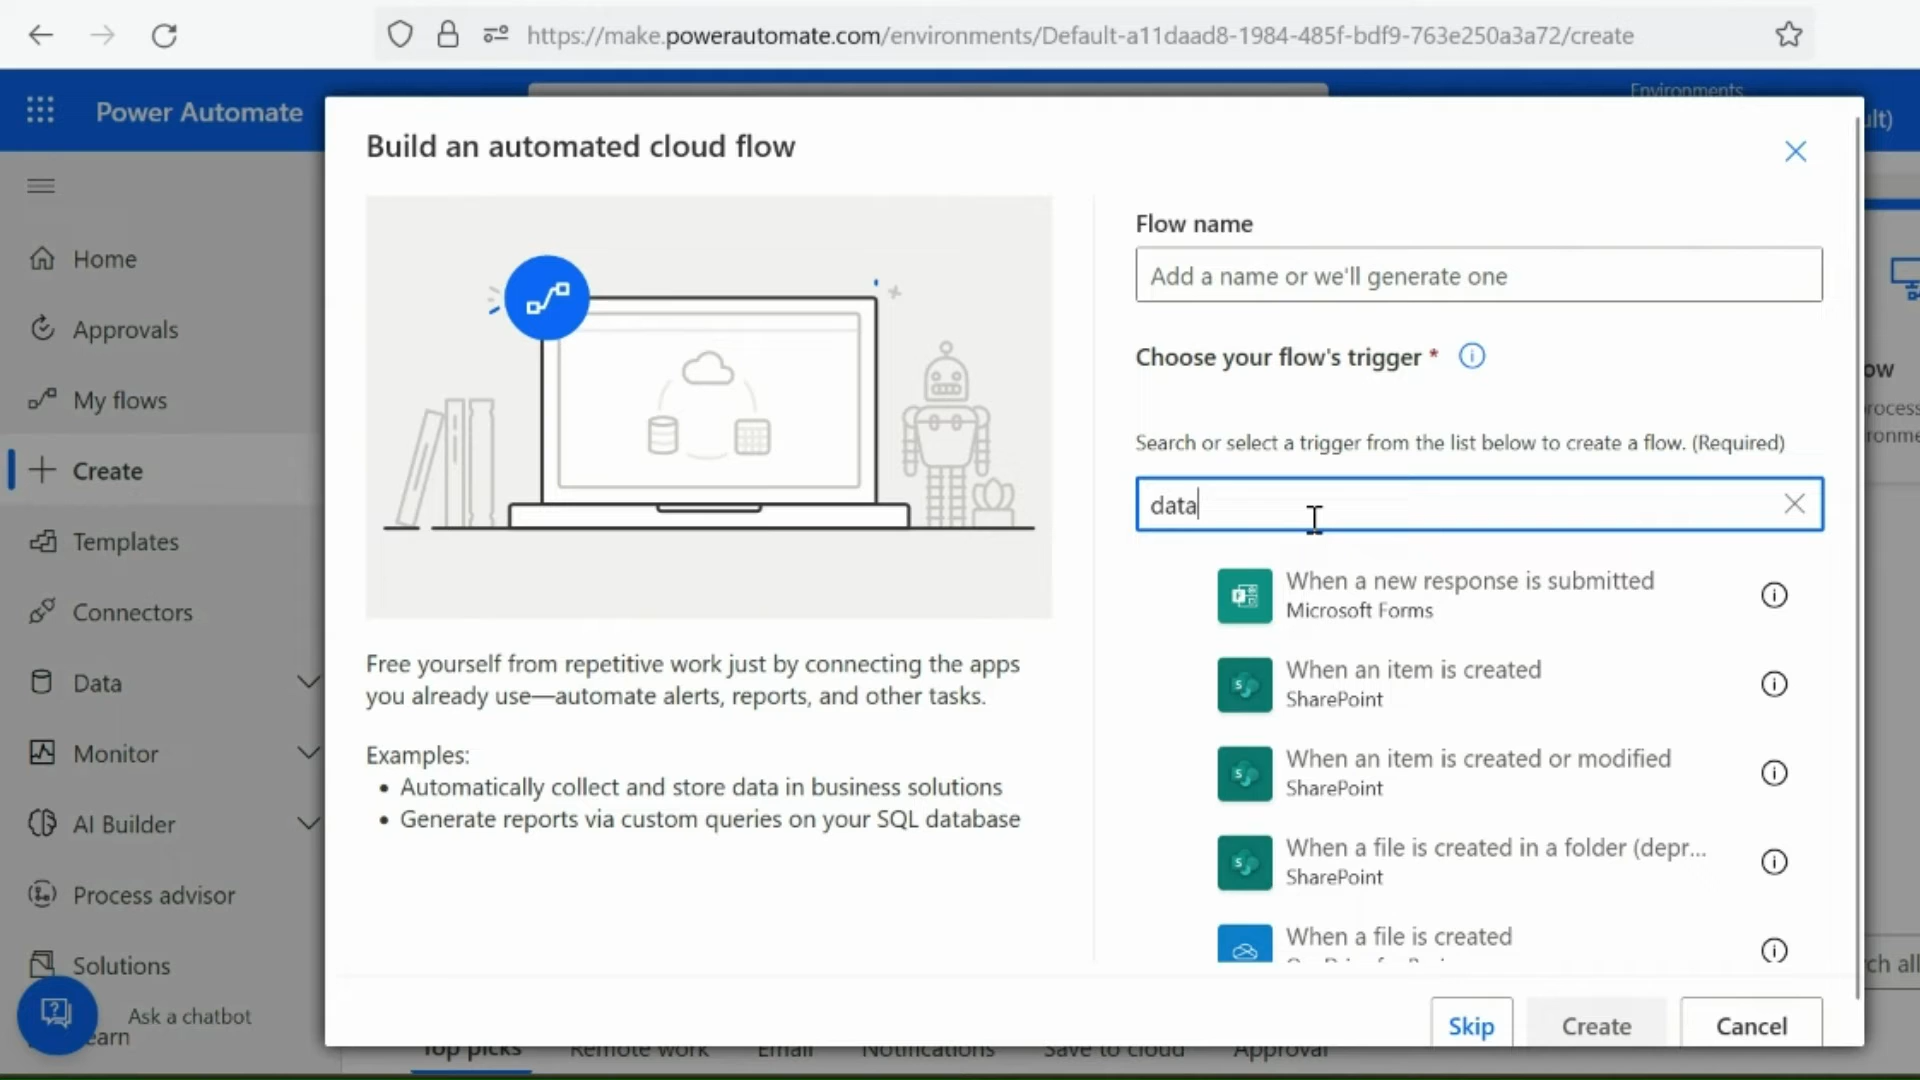 https://make.powerautomate.com/environments/Default-a11daad8-1984-485f-bdf9-763e250a3a72/create
Power Automate
Environments
ult)
Build an automated cloud flow
Flow name
Add a name or we'll generate one
Home
Approvals
My flows
Create
Templates
Connectors
Data
Monitor
AI Builder
Process advisor
Solutions
Ask a chatbot
earn
Choose your flow's trigger *
Search or select a trigger from the list below to create a flow. (Required)
data
When a new response is submitted
Microsoft Forms
When an item is created
SharePoint
When an item is created or modified
SharePoint
When a file is created in a folder (depr...
SharePoint
When a file is created
Free yourself from repetitive work just by connecting the apps
you already use—automate alerts, reports, and other tasks.
Examples:
• Automatically collect and store data in business solutions
• Generate reports via custom queries on your SQL database
Skip
Create
Cancel
ow
rocess
ronme
ch all
Top picks
Remote work
Email
Notifications
Save to cloud
Approval